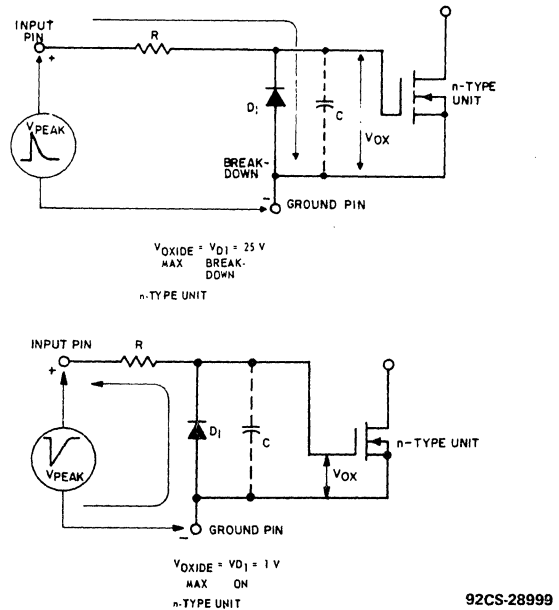 INPUT
PIN
R
+
n-TYPE
UNIT
D1
C
VOX
VPEAK
BREAK-
DOWN
-
GROUND PIN
VOXIDE = VD1 = 25 V
MAX BREAK-
DOWN
n-TYPE UNIT
INPUT PIN
R
+
D1
C
n-TYPE UNIT
VPEAK
VOX
-
GROUND PIN
VOXIDE = VD1 = 1 V
MAX ON
n-TYPE UNIT
92CS-28999